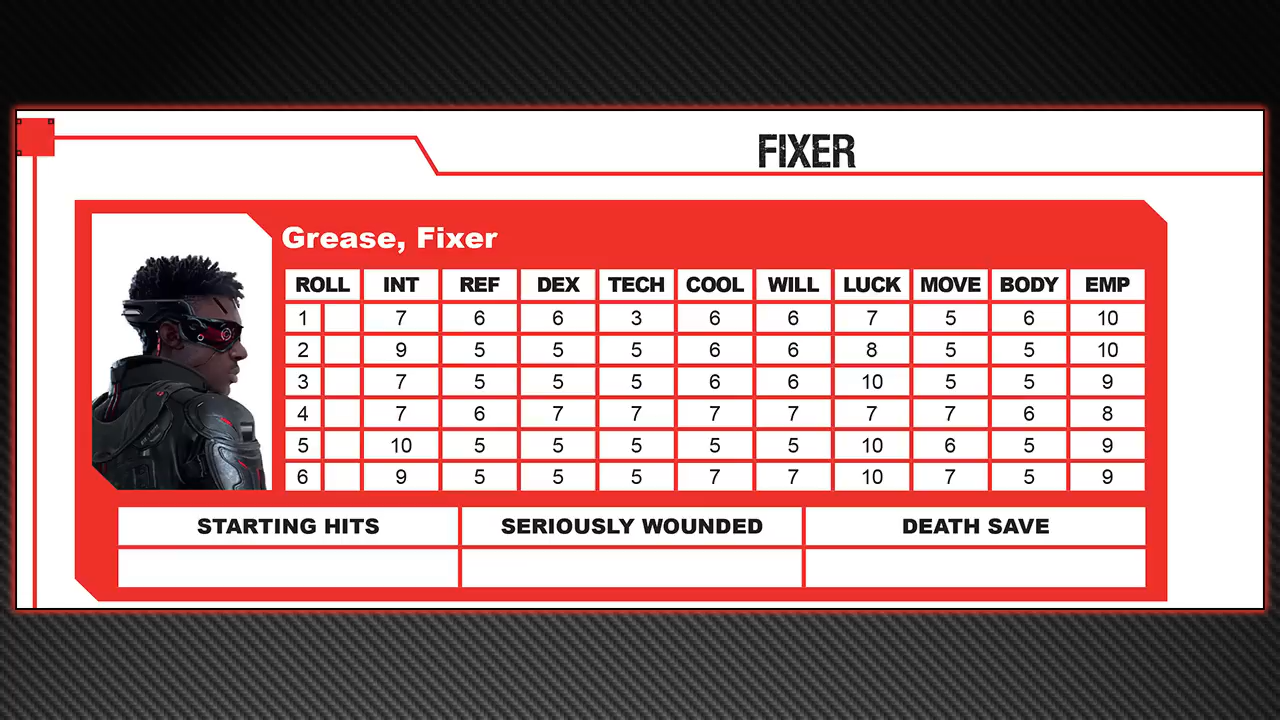 FIXER
Grease, Fixer
ROLL INT REF DEX TECH COOL WILL LUCK MOVE BODY EMP
1 7 6 6 3 6 6 7 5 6 10
2 9 5 5 5 6 6 8 5 5 10
3 7 5 5 5 6 6 10 5 5 9
4 7 6 7 7 7 7 7 7 6 8
5 10 5 5 5 5 5 10 6 5 9
6 9 5 5 5 7 7 10 7 5 9
STARTING HITS SERIOUSLY WOUNDED DEATH SAVE